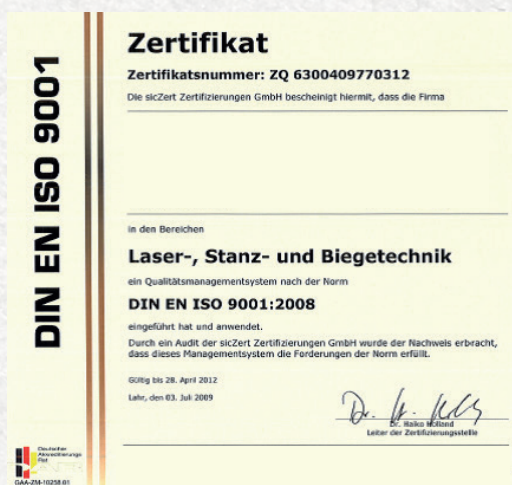 DIN EN ISO 9001
Zertifikat
Zertifikatsnummer: ZQ 6300409770312
Die sicZert Zertifizierungen GmbH bescheinigt hiermit, dass die Firma
in den Bereichen
Laser-, Stanz- und Biegetechnik
ein Qualitätsmanagementsystem nach der Norm
DIN EN ISO 9001:2008
eingeführt hat und anwendet.
Durch ein Audit der sicZert Zertifizierungen GmbH wurde der Nachweis erbracht,
dass dieses Managementsystem die Forderungen der Norm erfüllt.
Gültig bis 28. April 2012
Lahr, den 03. Juli 2009
Dr. Haiko Holland
Leiter der Zertifizierungsstelle
Deutscher
Akkreditierungs
Rat
GAA-ZM-10258.01